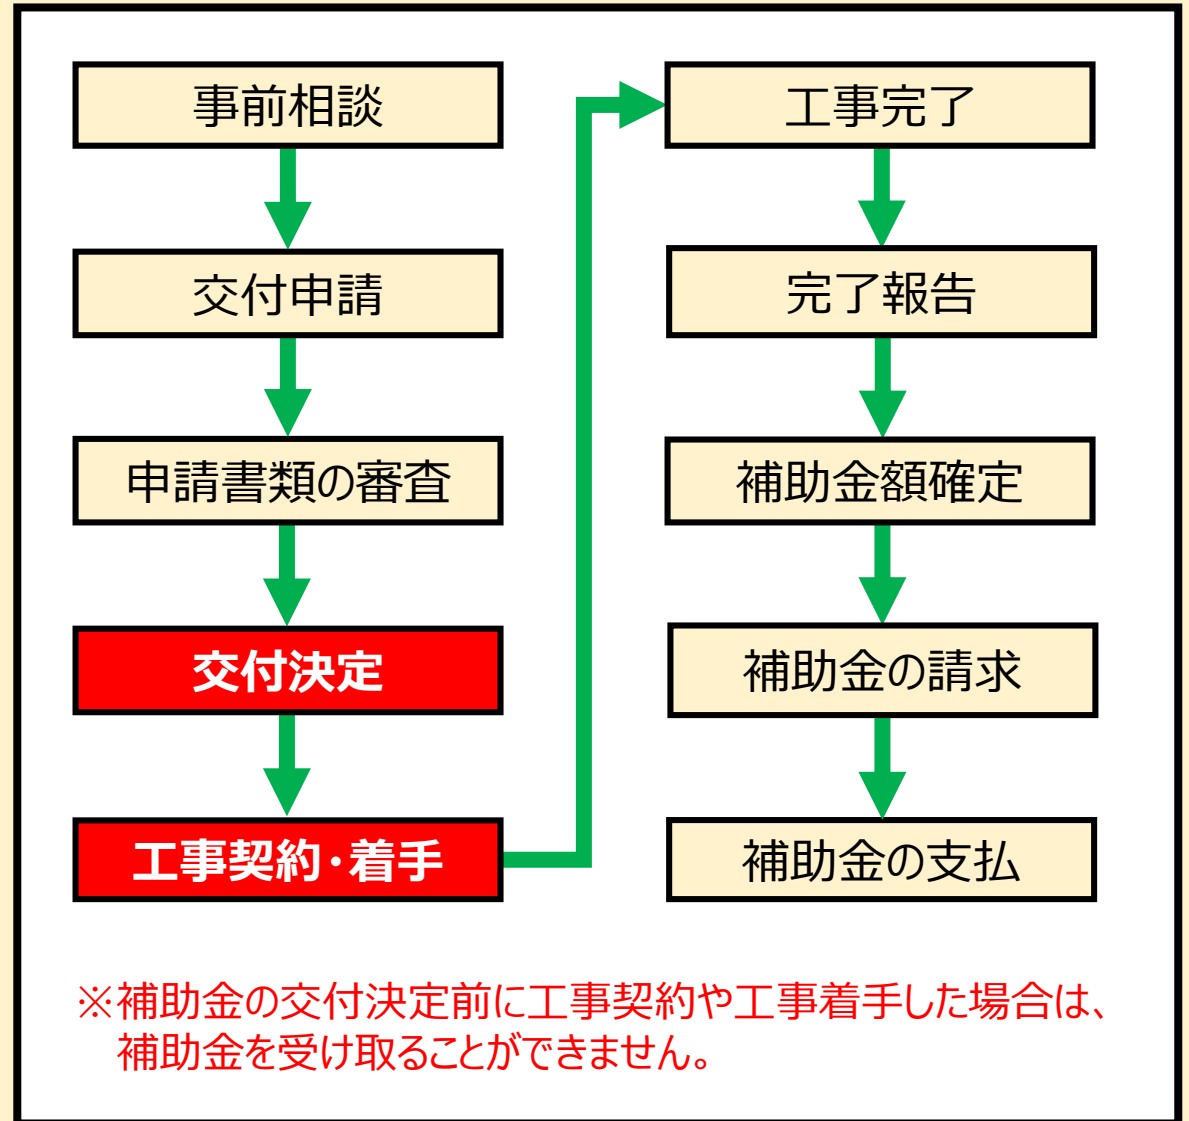 事前相談
交付申請
申請書類の審査
交付決定
工事契約・着手
工事完了
完了報告
補助金額確定
補助金の請求
補助金の支払
※補助金の交付決定前に工事契約や工事着手した場合は、
補助金を受け取ることができません。